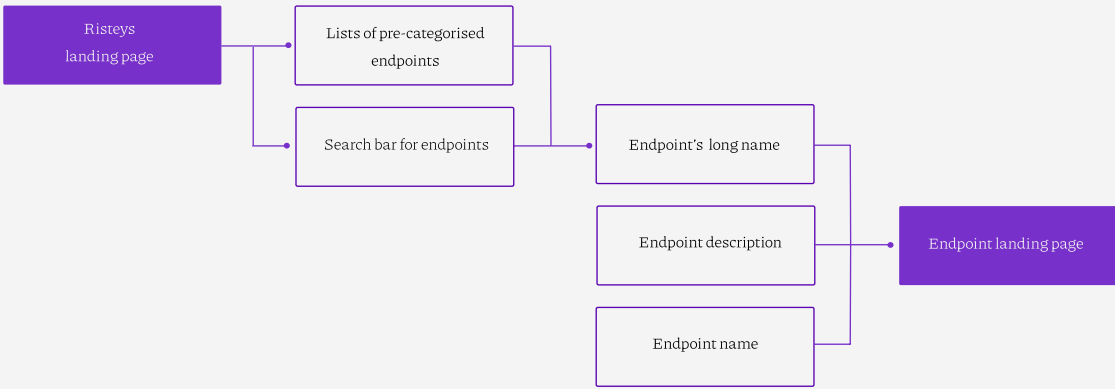 Risteys
landing page
Lists of pre-categorised
endpoints
Search bar for endpoints
Endpoint's long name
Endpoint description
Endpoint landing page
Endpoint name